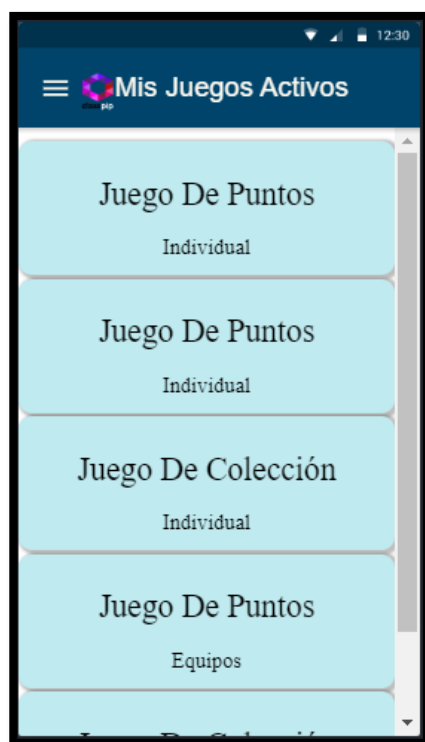 12:30
Mis Juegos Activos
pip
Juego De Puntos
Individual
Juego De Puntos
Individual
Juego De Colección
Individual
Juego De Puntos
Equipos